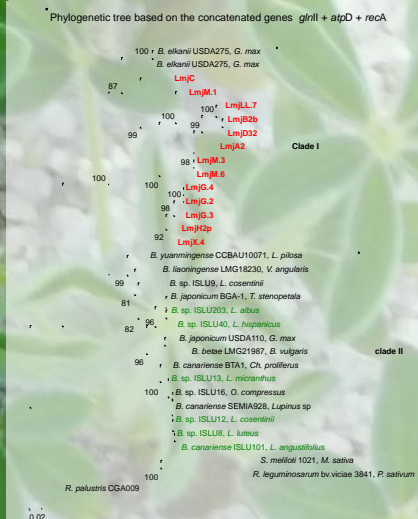 Phylogenetic tree based on the concatenated genes glnII + atpD + recA
100
B. elkanii USDA275, G. max
B. elkanii USDA275, G. max
LmjC
87
LmjM.1
100
LmjLL.7
100
LmjB2b
99
99
LmjD32
LmjA2
Clade I
98
LmjM.3
100
100
LmjM.6
LmjG.4
100
LmjG.2
98
LmjG.3
LmjH2p
92
LmjX.4
B. yuanmingense CCBAU10071, L. pilosa
B. liaoningense LMG18230, V. angularis
99
B. sp. ISLU9, L. cosentinii
B. japonicum BGA-1, T. stenopetala
81
B. sp. ISLU203, L. albus
82
96
B. sp. ISLU40, L. hispanicus
B. japonicum USDA110, G. max
B. betae LMG21987, B. vulgaris
clade II
96
B. canariense BTA1, Ch. proliferus
B. sp. ISLU13, L. micranthus
100
B. sp. ISLU16, O. compressus
B. canariense SEMIA928, Lupinus sp
B. sp. ISLU12, L. cosentinii
B. sp. ISLU8, L. luteus
B. canariense ISLU101, L. angustifolius
S. meliloti 1021, M. sativa
100
R. leguminosarum bv.viciae 3841, P. sativum
R. palustris CGA009
0.02